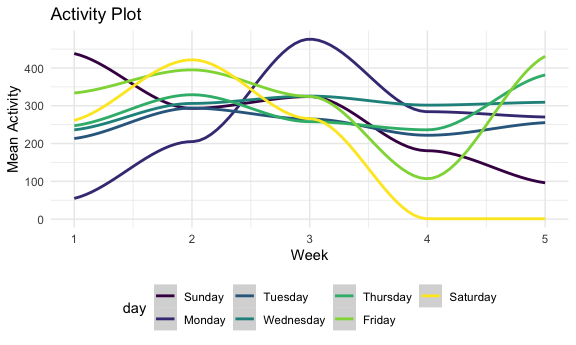 Activity Plot
Mean Activity
400
300
200
100
0
1 2 3 4 5
Week
day
Sunday Tuesday Thursday Saturday
Monday Wednesday Friday